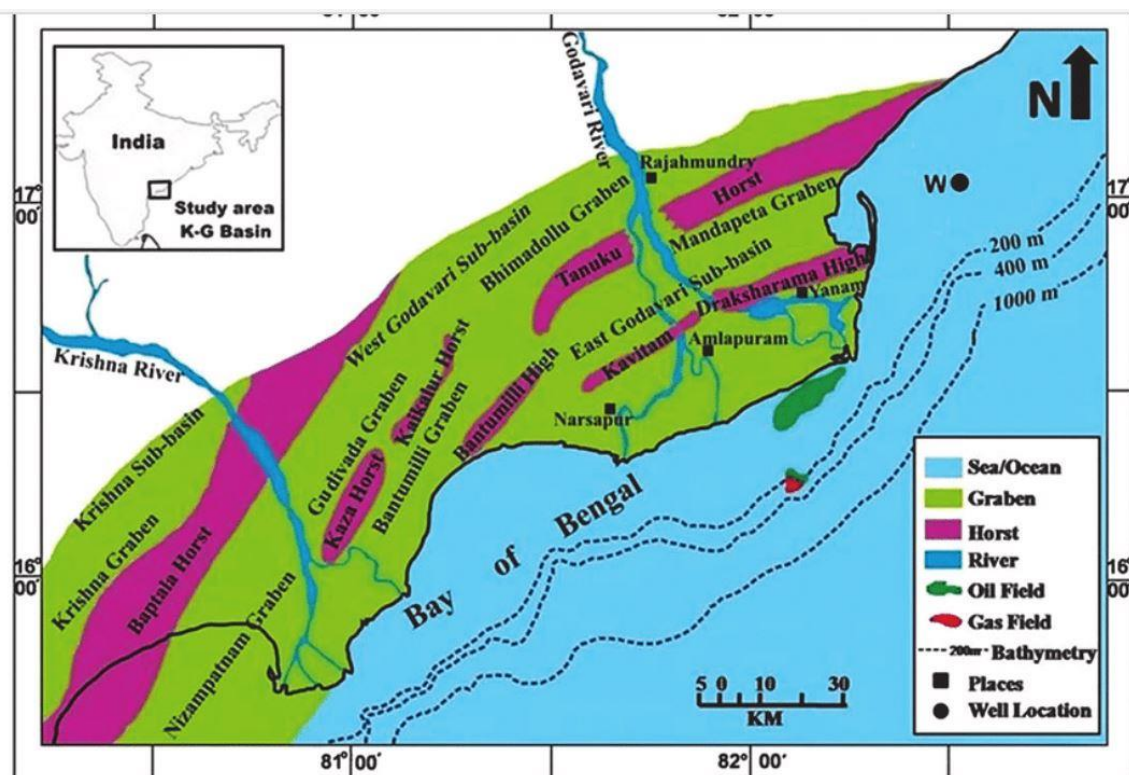 N
India
Study area
K-G Basin
Godavari River
Rajahmundry
Horst
W
17°
00'
17°
00'
West Godavari Sub-basin
Bhimadollu Graben
Mandapeta Graben
Tanuku
East Godavari Sub-basin
Draksharama High
Yanam
200 m
400 m
1000 m
Krishna River
Kavitam
Amlapuram
Krishna Sub-basin
Gudivada Graben
Kaikalur Horst
Bantumilli High
Narsapur
Krishna Graben
Baptala Horst
Kaza Horst
Bantumilli Graben
Nizampatnam Graben
Bay
of
Bengal
16°
00'
16°
00'
Sea/Ocean
Graben
Horst
River
Oil Field
Gas Field
200m Bathymetry
Places
Well Location
5 0 10 30
KM
81°
00'
82°
00'